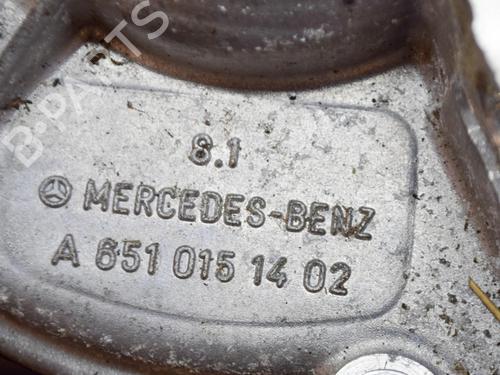 B-PARTS
8.1
MERCEDES-BENZ
A 651 015 14 02